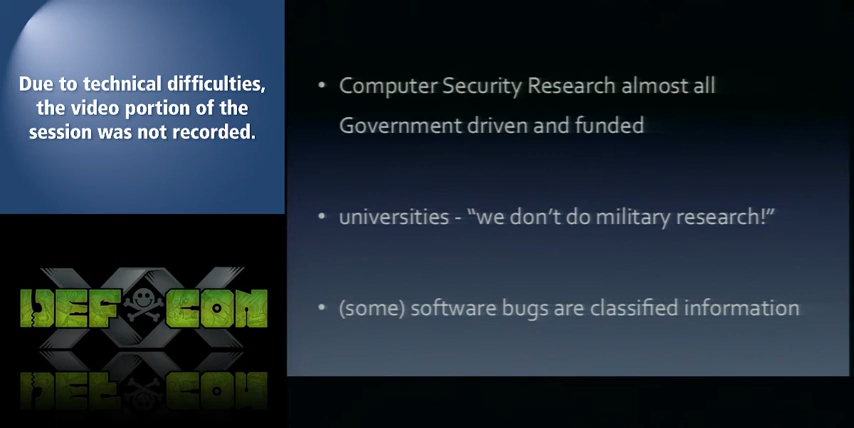 Due to technical difficulties,
the video portion of the
session was not recorded.
DEF CON
• Computer Security Research almost all
Government driven and funded
• universities - “we don’t do military research!”
• (some) software bugs are classified information